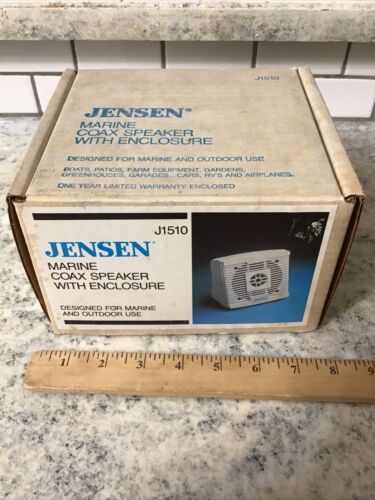 J1510
JENSEN®
MARINE
COAX SPEAKER
WITH ENCLOSURE
DESIGNED FOR MARINE AND OUTDOOR USE
BOATS, PATIOS, FARM EQUIPMENT, GARDENS,
GREENHOUSES, GARAGES...CARS, RV'S AND AIRPLANES.
ONE YEAR LIMITED WARRANTY ENCLOSED
J1510
JENSEN
MARINE
COAX SPEAKER
WITH ENCLOSURE
DESIGNED FOR MARINE
AND OUTDOOR USE
1 2 3 4 5 6 7 8 9